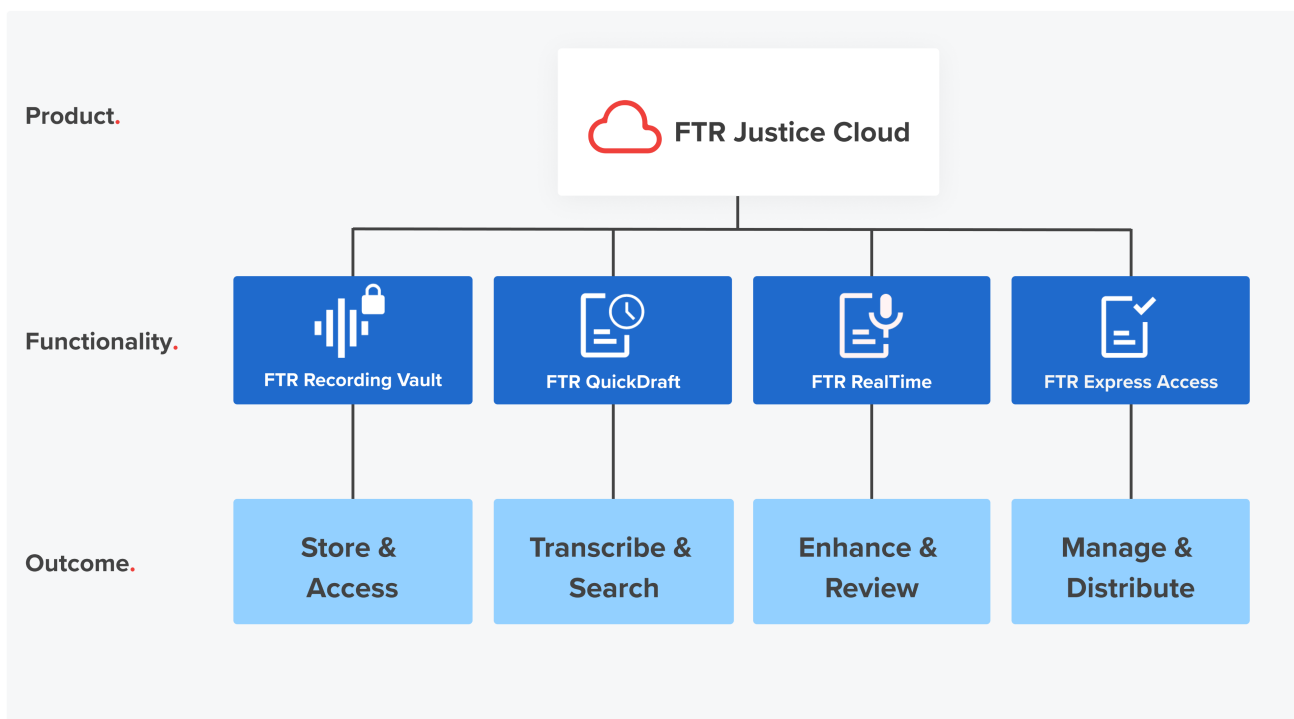 Product.
FTR Justice Cloud
Functionality.
FTR Recording Vault
FTR QuickDraft
FTR RealTime
FTR Express Access
Outcome.
Store &
Access
Transcribe &
Search
Enhance &
Review
Manage &
Distribute